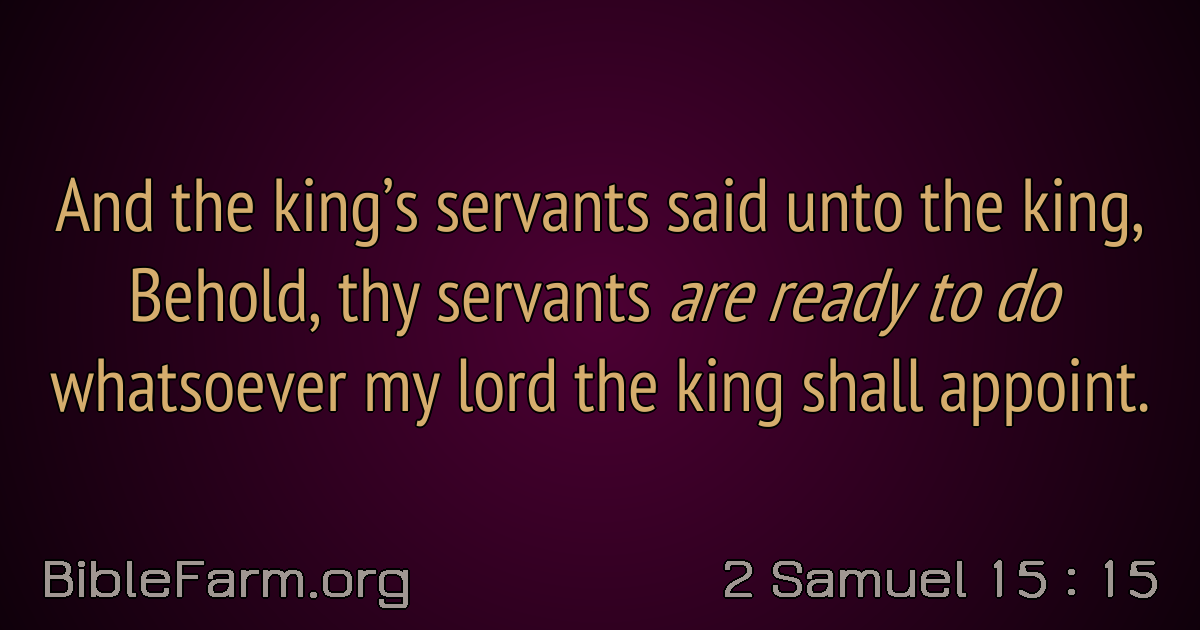 And the king’s servants said unto the king,
Behold, thy servants are ready to do
whatsoever my lord the king shall appoint.
BibleFarm.org
2 Samuel 15 : 15